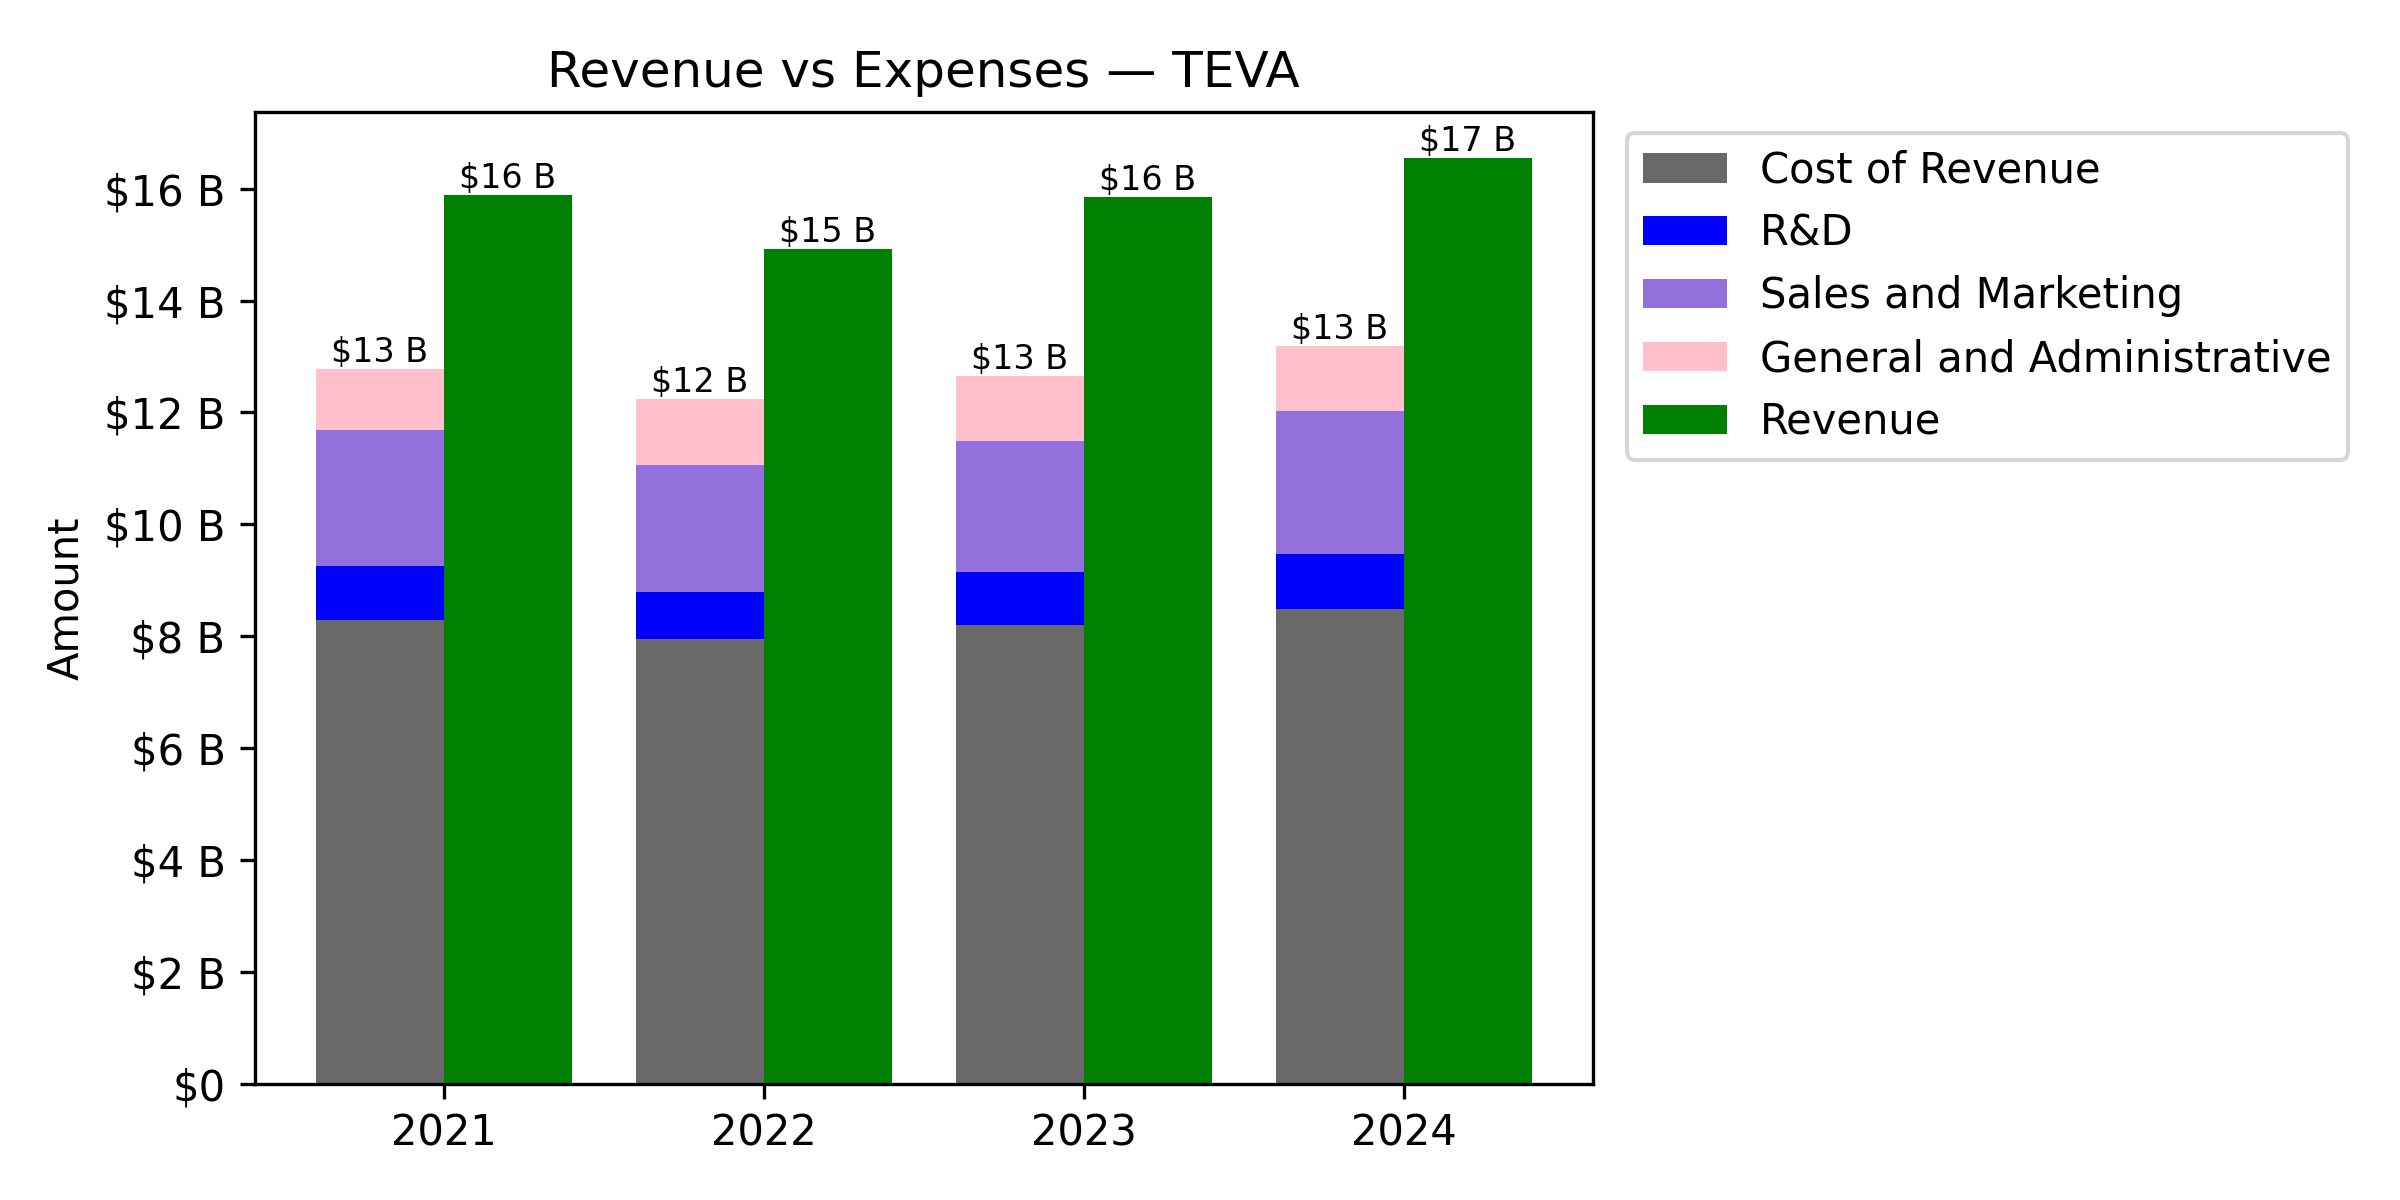 Revenue vs Expenses — TEVA
Amount
$16 B
$14 B
$12 B
$10 B
$8 B
$6 B
$4 B
$2 B
$0
$13 B
$16 B
$12 B
$15 B
$13 B
$16 B
$13 B
$17 B
2021
2022
2023
2024
Cost of Revenue
R&D
Sales and Marketing
General and Administrative
Revenue